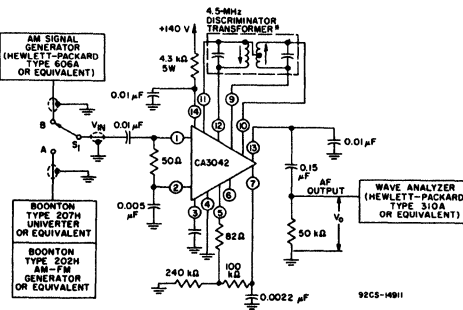 4.5-MHz
DISCRIMINATOR
TRANSFORMER
+140 V
AM SIGNAL
GENERATOR
(HEWLETT-PACKARD
TYPE 606A
OR EQUIVALENT)
4.3 kΩ
5W
0.01 μF
14
11
12
9
10
13
B
S1
A
VIN
0.01 μF
1
50Ω
2
0.005
μF
CA3042
3
4
5
6
7
0.01 μF
0.15
μF
AF
OUTPUT
WAVE ANALYZER
(HEWLETT-PACKARD
TYPE 310A
OR EQUIVALENT)
Vo
50 kΩ
BOONTON
TYPE 207H
UNIVERTER
OR EQUIVALENT
BOONTON
TYPE 202H
AM-FM
GENERATOR
OR EQUIVALENT
82Ω
240 kΩ
100
kΩ
0.0022 μF
92CS-14911